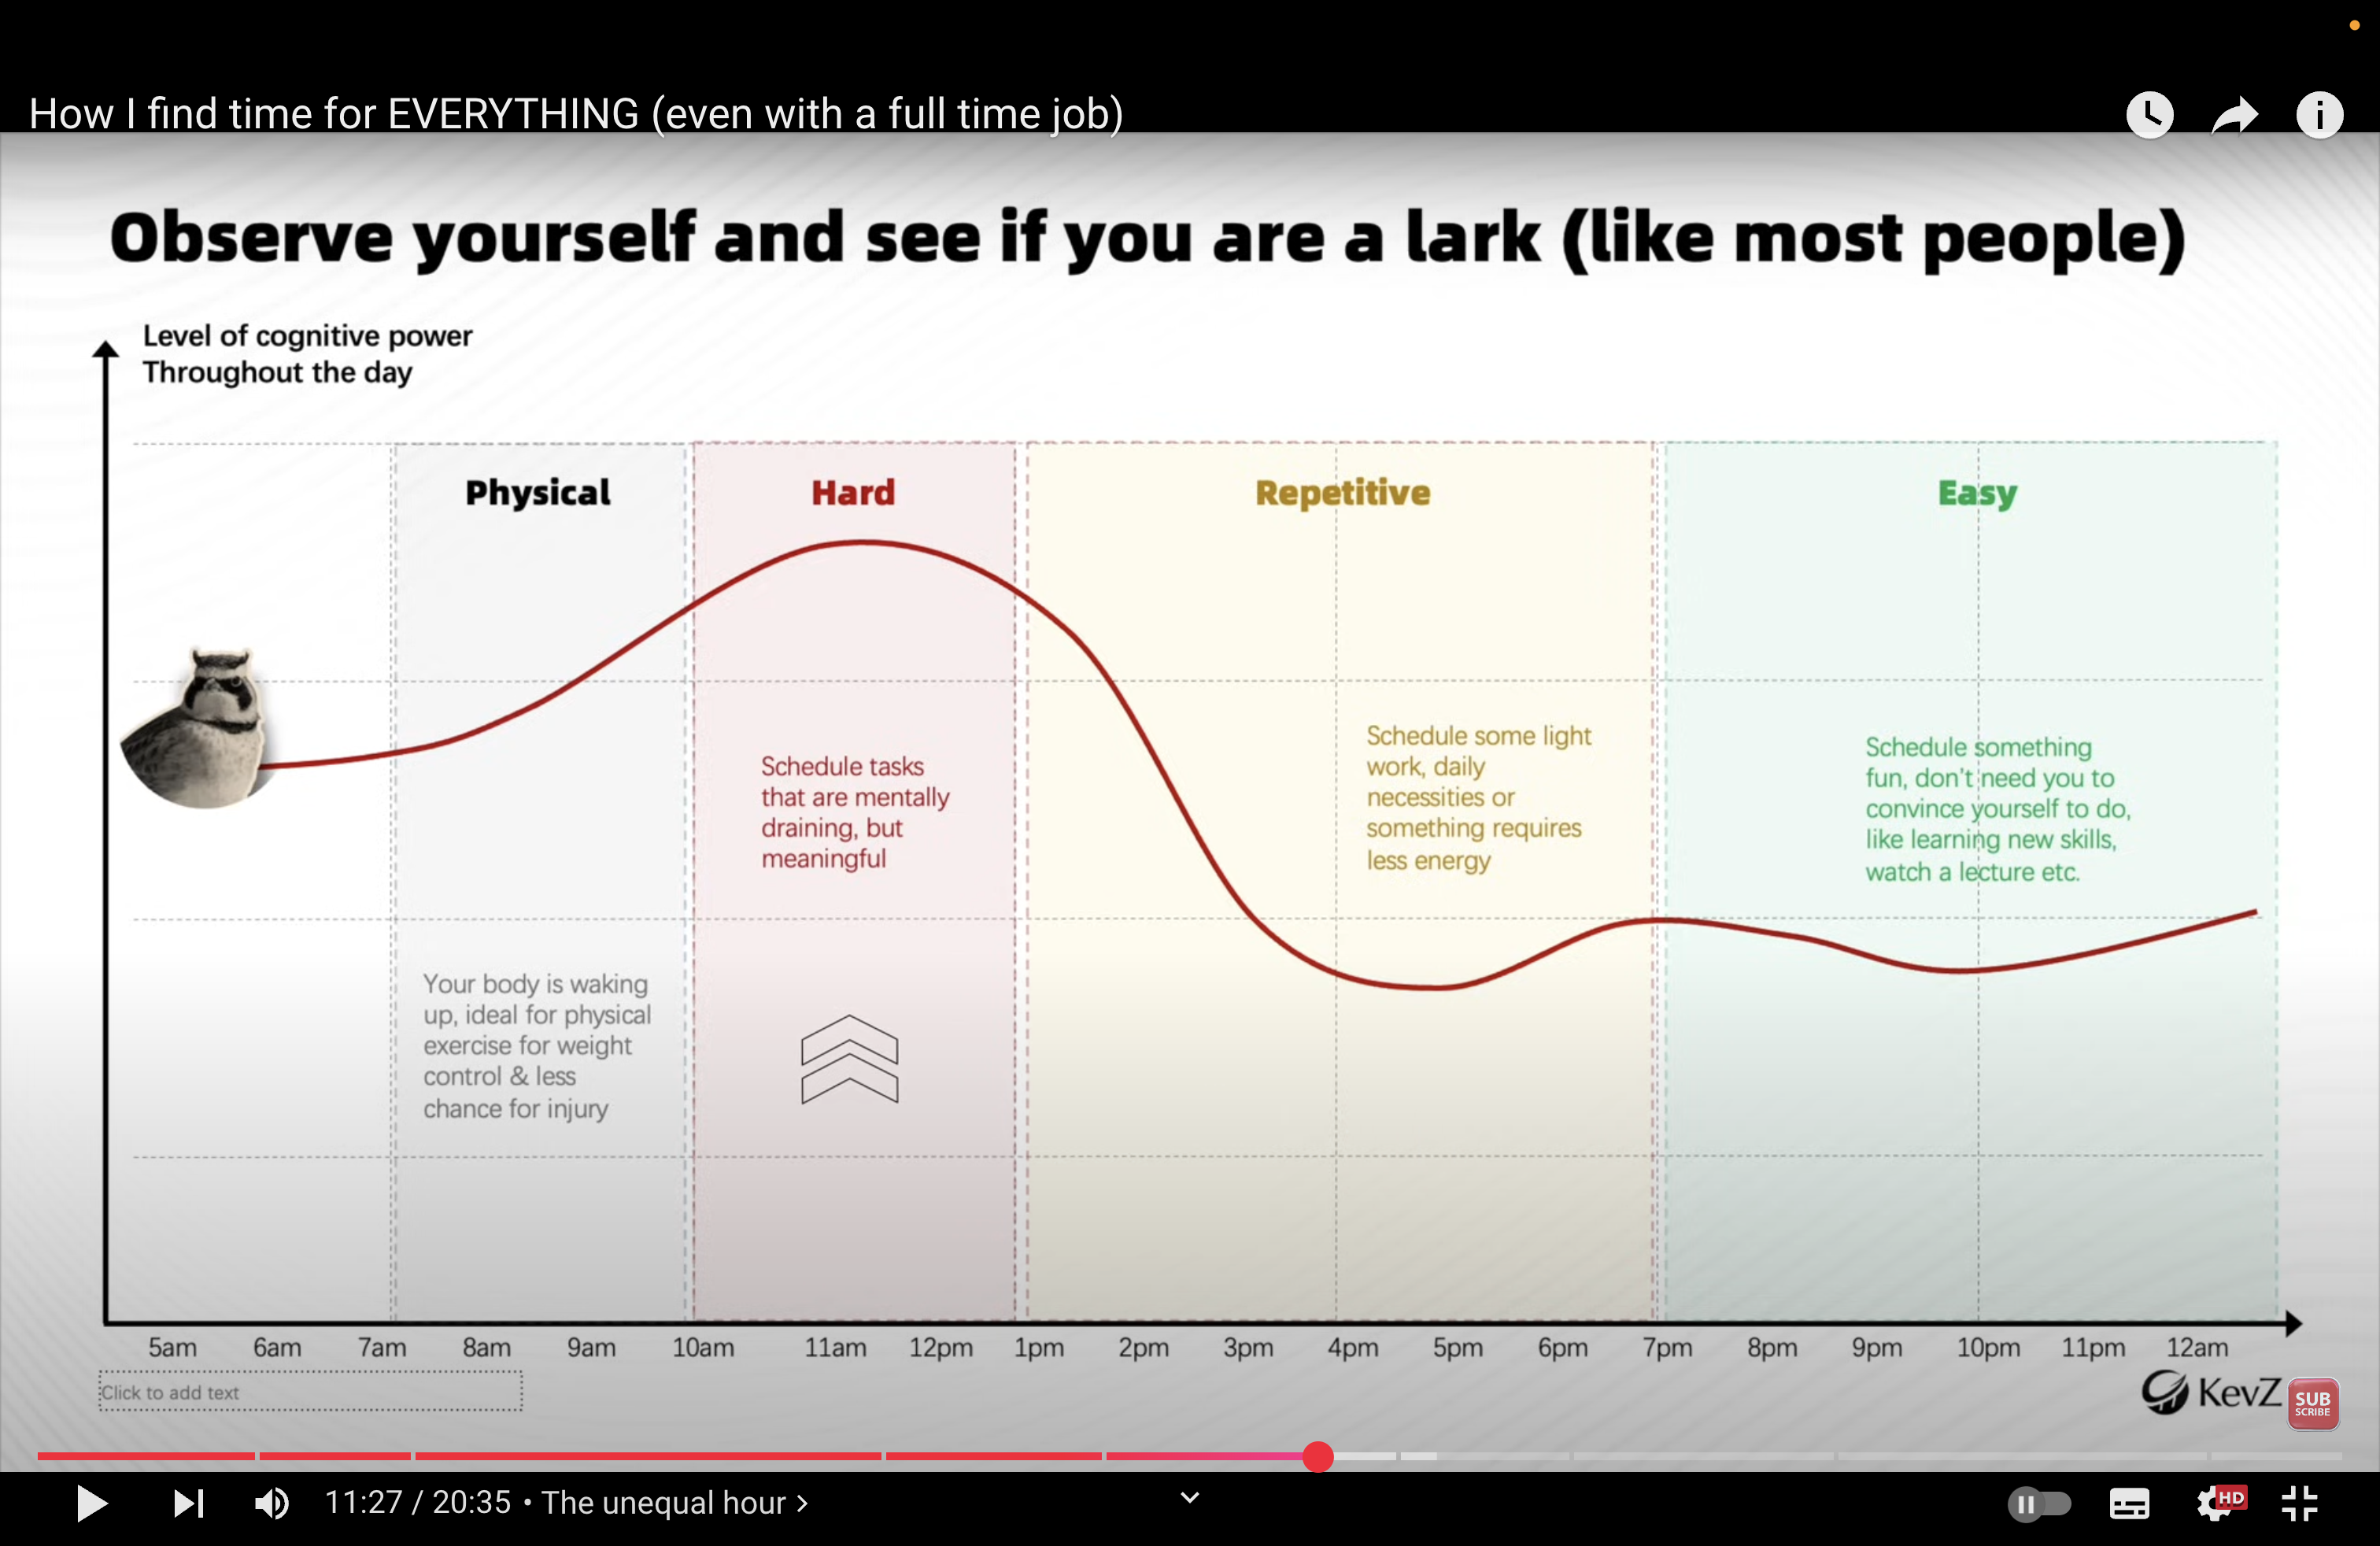 How I find time for EVERYTHING (even with a full time job)
Observe yourself and see if you are a lark (like most people)
Level of cognitive power
Throughout the day
Physical
Hard
Repetitive
Easy
Schedule tasks
that are mentally
draining, but
meaningful
Schedule some light
work, daily
necessities or
something requires
less energy
Schedule something
fun, don't need you to
convince yourself to do,
like learning new skills,
watch a lecture etc.
Your body is waking
up, ideal for physical
exercise for weight
control & less
chance for injury
5am 6am 7am 8am 9am 10am 11am 12pm 1pm 2pm 3pm 4pm 5pm 6pm 7pm 8pm 9pm 10pm 11pm 12am
Click to add text
KevZ
SUB
SCRIBE
11:27 / 20:35 • The unequal hour >
HD